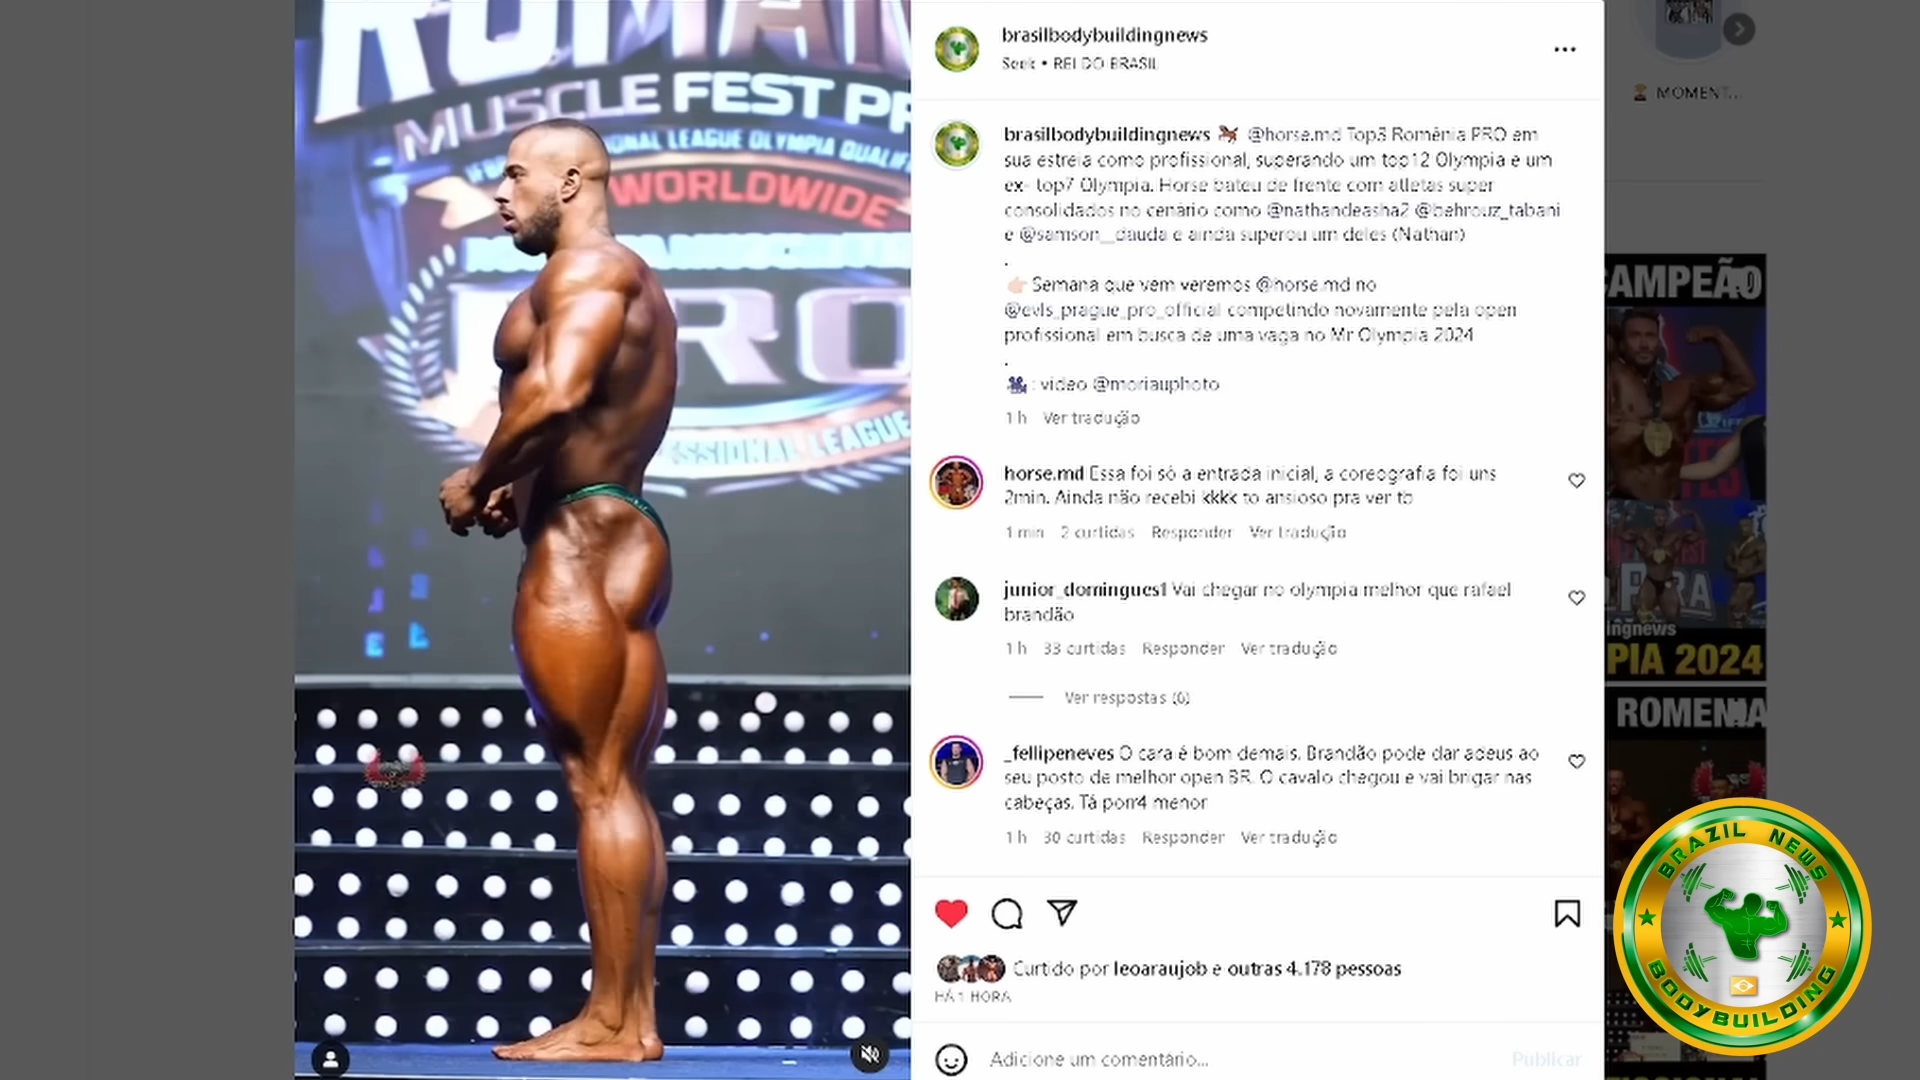 ROMAN
MUSCLE FEST PR
IONAL LEAGUE OLYMPIA QUALIF
WORLDWIDE
PRO
ESSIONAL LEAGUE
brasilbodybuildingnews
Seek • REI DO BRASIL
brasilbodybuildingnews 🐎 @horse.md Top3 Romênia PRO em
sua estreia como profissional, superando um top12 Olympia e um
ex- top7 Olympia. Horse bateu de frente com atletas super
consolidados no cenário como @nathandeasha2 @behrouz_tabani
e @samson__dauda e ainda superou um deles (Nathan)
.
👉🏻 Semana que vem veremos @horse.md no
@evls_prague_pro_official competindo novamente pela open
profissional em busca de uma vaga no Mr Olympia 2024
.
🎥 : video @moriauphoto
1 h Ver tradução
horse.md Essa foi só a entrada inicial, a coreografia foi uns
2min. Ainda não recebi kkkk to ansioso pra ver tb
1 min 2 curtidas Responder Ver tradução
junior_domingues1 Vai chegar no olympia melhor que rafael
brandão
1 h 33 curtidas Responder Ver tradução
Ver respostas (6)
_fellipeneves O cara é bom demais. Brandão pode dar adeus ao
seu posto de melhor open BR. O cavalo chegou e vai brigar nas
cabeças. Tá porr4 menor
1 h 30 curtidas Responder Ver tradução
Curtido por leoaraujob e outras 4.178 pessoas
HÁ 1 HORA
Adicione um comentário...
Publicar
MOMENT...
CAMPEÃO
ingnews
PIA 2024
ROMENIA
BRAZIL NEWS
BODYBUILDING